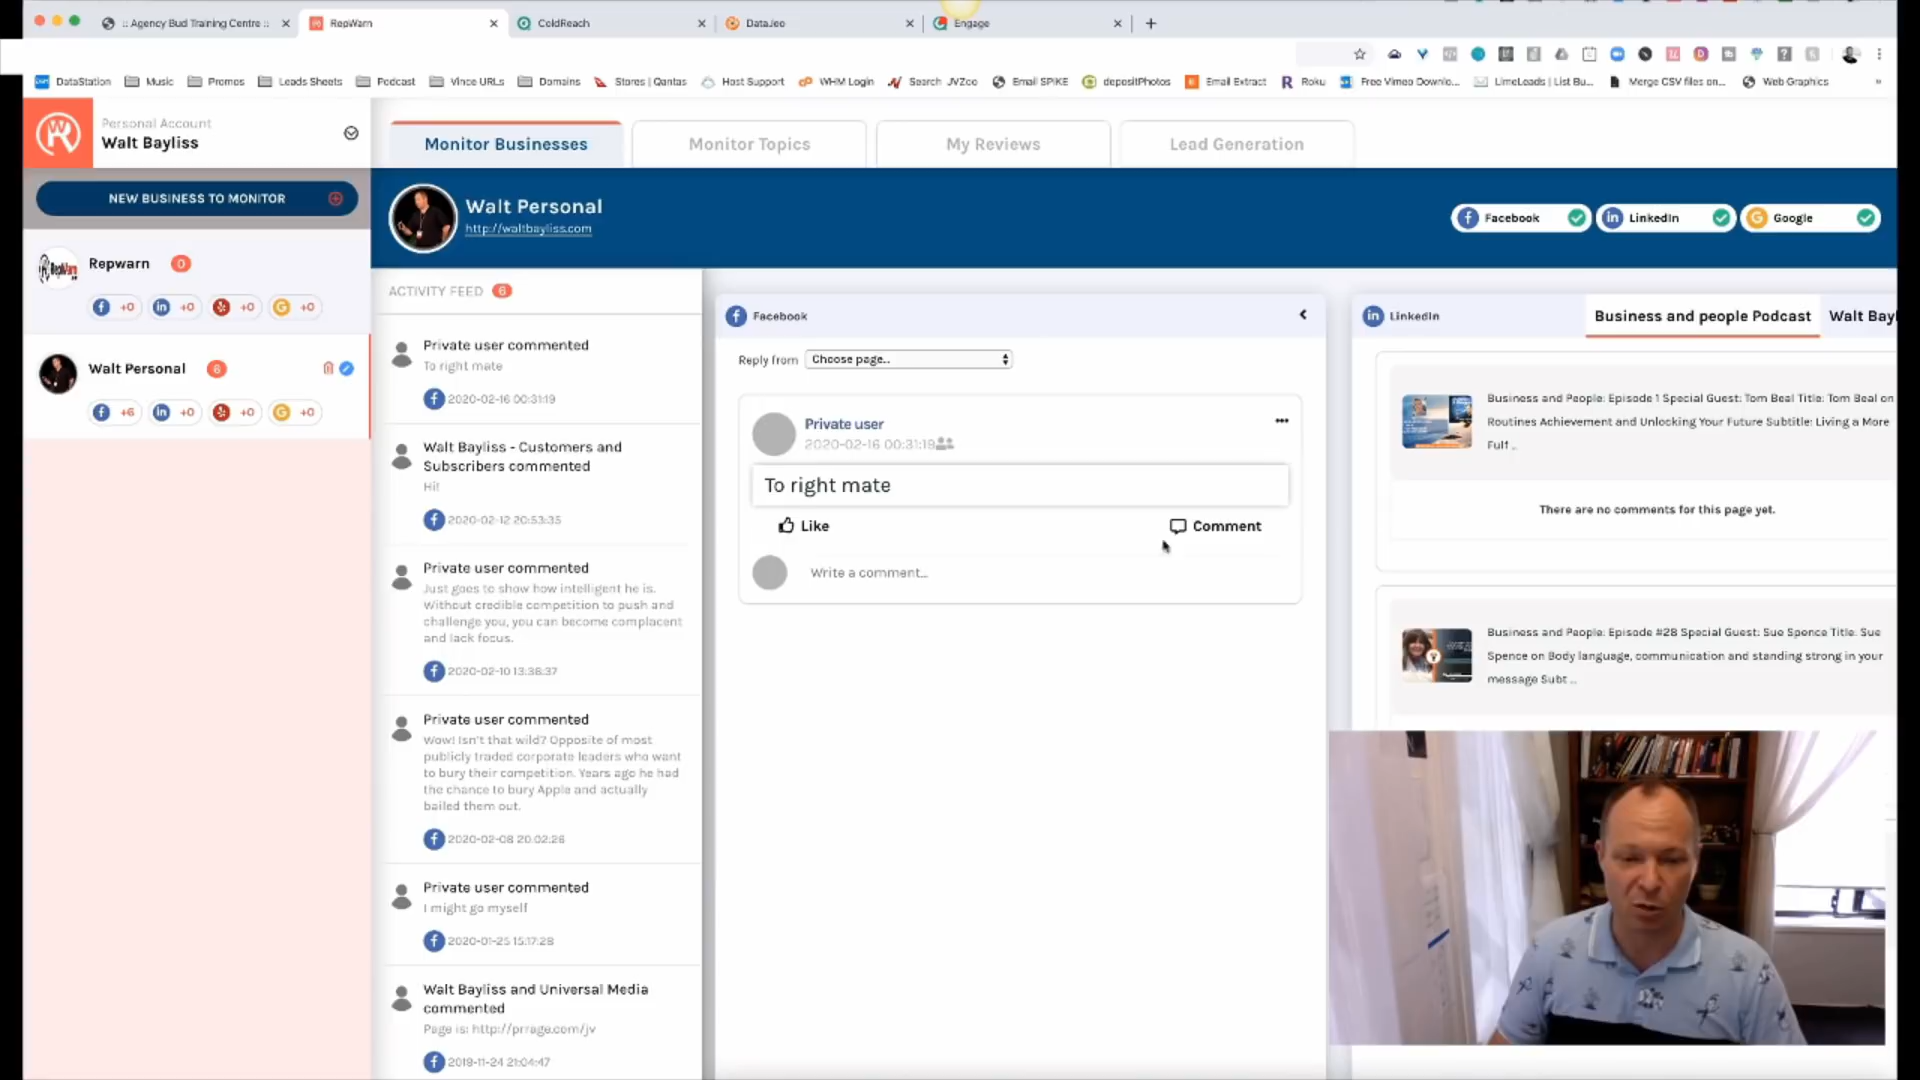 :: Agency Bud Training Centre ::
RepWarn
ColdReach
DataJeo
Engage
DataStation
Music
Promos
Leads Sheets
Podcast
Vince URLs
Domains
Stores | Qantas
Host Support
WHM Login
Search JVZoo
Email SPIKE
depositPhotos
Email Extract
Roku
Free Vimeo Downlo...
LimeLeads | List Bu...
Merge CSV files on...
Web Graphics
»
Personal Account
Walt Bayliss
Monitor Businesses
Monitor Topics
My Reviews
Lead Generation
NEW BUSINESS TO MONITOR
Walt Personal
http://waltbayliss.com
Facebook
LinkedIn
Google
Repwarn
0
+0
+0
+0
+0
Walt Personal
6
+6
+0
+0
+0
ACTIVITY FEED 6
Private user commented
To right mate
2020-02-16 00:31:19
Walt Bayliss - Customers and
Subscribers commented
Hi!
2020-02-12 20:53:35
Private user commented
Just goes to show how intelligent he is.
Without credible competition to push and
challenge you, you can become complacent
and lack focus.
2020-02-10 13:36:37
Private user commented
Wow! Isn't that wild? Opposite of most
publicly traded corporate leaders who want
to bury their competition. Years ago he had
the chance to bury Apple and actually
bailed them out.
2020-02-08 20:02:26
Private user commented
I might go myself
2020-01-25 15:17:28
Walt Bayliss and Universal Media
commented
Page is: http://prrage.com/jv
2019-11-24 21:04:47
Facebook
Reply from Choose page..
Private user
2020-02-16 00:31:19
To right mate
Like
Comment
Write a comment...
LinkedIn
Business and people Podcast
Walt Bayl
Business and People: Episode 1 Special Guest: Tom Beal Title: Tom Beal on
Routines Achievement and Unlocking Your Future Subtitle: Living a More
Fulf ..
There are no comments for this page yet.
Business and People: Episode #28 Special Guest: Sue Spence Title: Sue
Spence on Body language, communication and standing strong in your
message Subt ...